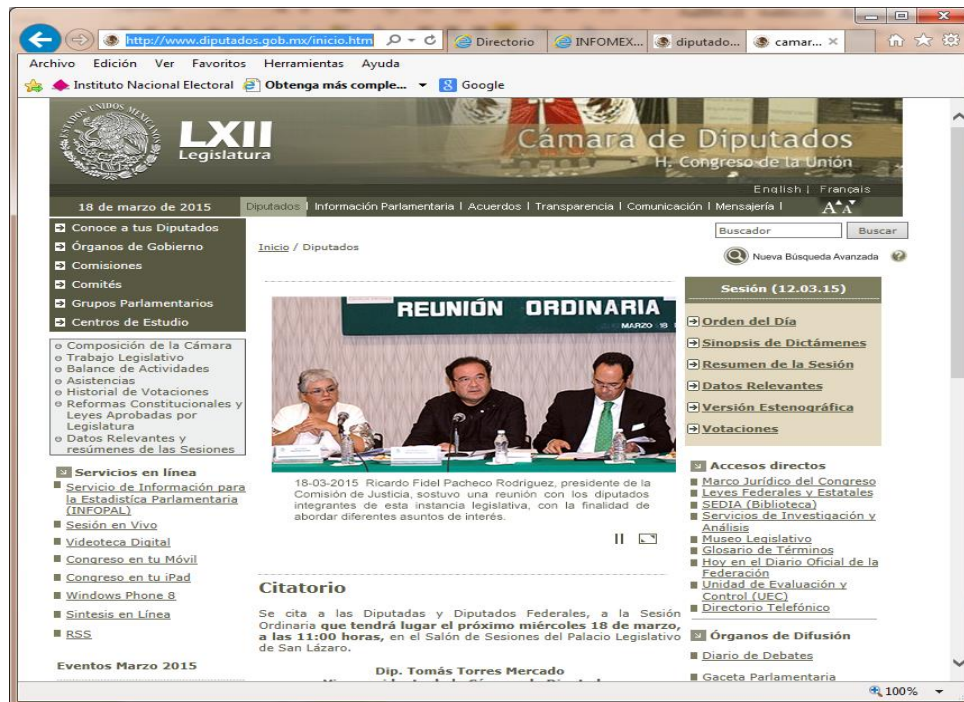 http://www.diputados.gob.mx/inicio.htm
Directorio
INFOMEX...
diputado...
camar...
Archivo Edición Ver Favoritos Herramientas Ayuda
Instituto Nacional Electoral
Obtenga más comple...
Google
ESTADOS UNIDOS MEXICANOS
LXII
Legislatura
Cámara de Diputados
H. Congreso de la Unión
English | Français
18 de marzo de 2015
Diputados | Información Parlamentaria | Acuerdos | Transparencia | Comunicación | Mensajería |
AA
Conoce a tus Diputados
Órganos de Gobierno
Comisiones
Comités
Grupos Parlamentarios
Centros de Estudio
Composición de la Cámara
Trabajo Legislativo
Balance de Actividades
Asistencias
Historial de Votaciones
Reformas Constitucionales y
Leyes Aprobadas por
Legislatura
Datos Relevantes y
resúmenes de las Sesiones
Servicios en línea
Servicio de Información para
la Estadistíca Parlamentaria
(INFOPAL)
Sesión en Vivo
Videoteca Digital
Congreso en tu Móvil
Congreso en tu iPad
Windows Phone 8
Sintesis en Línea
RSS
Eventos Marzo 2015
Inicio / Diputados
REUNIÓN ORDINARIA
MARZO 18
18-03-2015 Ricardo Fidel Pacheco Rodríguez, presidente de la
Comisión de Justicia, sostuvo una reunión con los diputados
integrantes de esta instancia legislativa, con la finalidad de
abordar diferentes asuntos de interés.
Citatorio
Se cita a las Diputadas y Diputados Federales, a la Sesión
Ordinaria que tendrá lugar el próximo miércoles 18 de marzo,
a las 11:00 horas, en el Salón de Sesiones del Palacio Legislativo
de San Lázaro.
Dip. Tomás Torres Mercado
Buscador
Buscar
Nueva Búsqueda Avanzada
Sesión (12.03.15)
Orden del Día
Sinopsis de Dictámenes
Resumen de la Sesión
Datos Relevantes
Versión Estenográfica
Votaciones
Accesos directos
Marco Jurídico del Congreso
Leyes Federales y Estatales
SEDIA (Biblioteca)
Servicios de Investigación y
Análisis
Museo Legislativo
Glosario de Términos
Hoy en el Diario Oficial de la
Federación
Unidad de Evaluación y
Control (UEC)
Directorio Telefónico
Órganos de Difusión
Diario de Debates
Gaceta Parlamentaria
100%